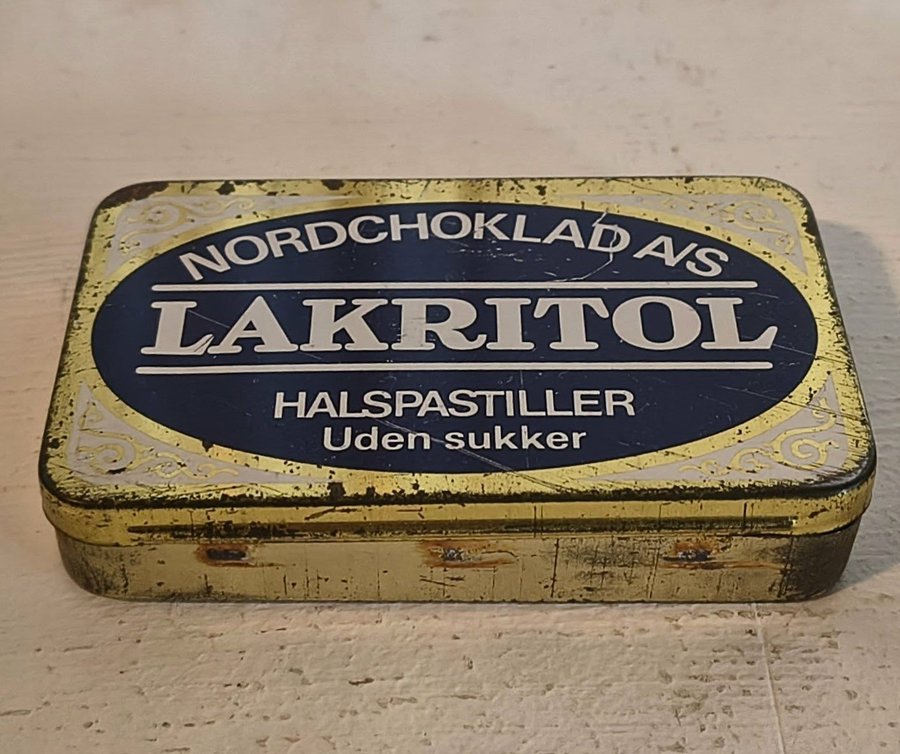 NORDCHOKLAD A/S
LAKRITOL
HALSPASTILLER
Uden sukker